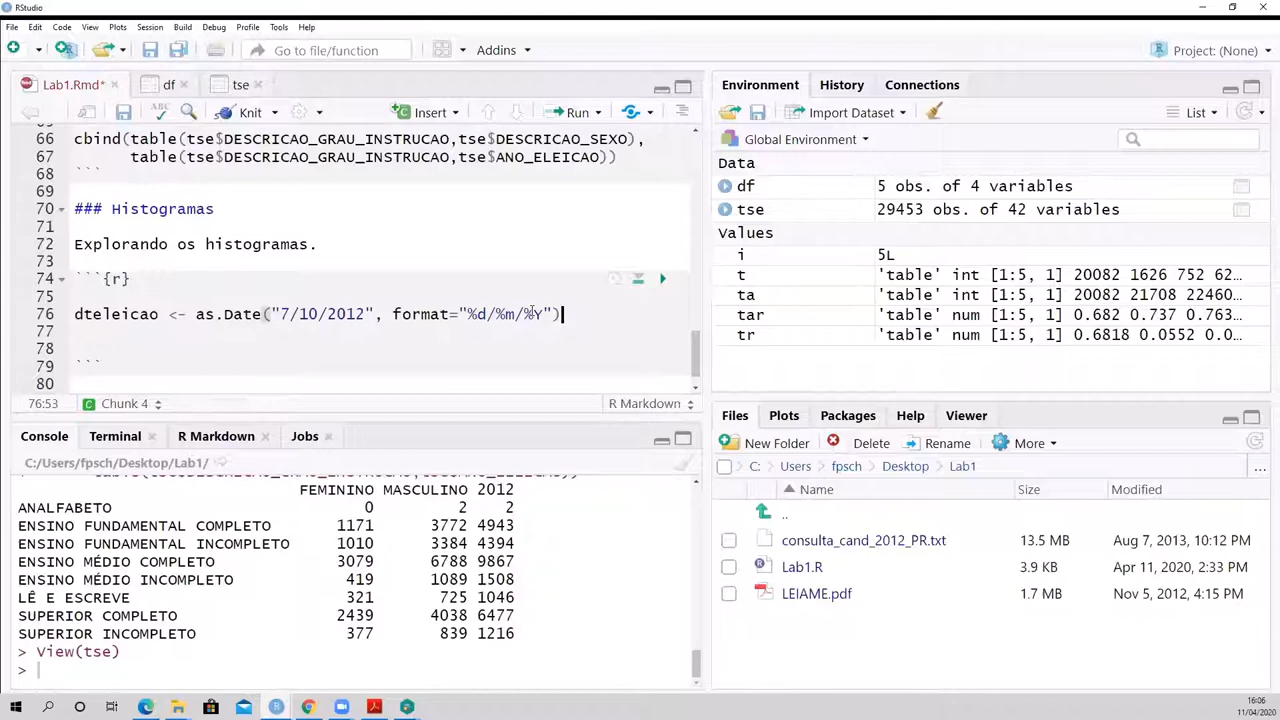 RStudio
File Edit Code View Plots Session Build Debug Profile Tools Help
Go to file/function
Addins
Project: (None)
Lab1.Rmd* df tse
ABC Knit Insert Run
66 cbind(table(tse$DESCRICAO_GRAU_INSTRUCAO,tse$DESCRICAO_SEXO),
67 table(tse$DESCRICAO_GRAU_INSTRUCAO,tse$ANO_ELEICAO))
68 ```
69
70 ### Histogramas
71
72 Explorando os histogramas.
73
74 ```{r}
75
76 dteleicao <- as.Date("7/10/2012", format="%d/%m/%Y")
77
78
79 ```
80
76:53 Chunk 4 R Markdown
Console Terminal R Markdown Jobs
C:/Users/fpsch/Desktop/Lab1/
FEMININO MASCULINO 2012
ANALFABETO 0 2 2
ENSINO FUNDAMENTAL COMPLETO 1171 3772 4943
ENSINO FUNDAMENTAL INCOMPLETO 1010 3384 4394
ENSINO MÉDIO COMPLETO 3079 6788 9867
ENSINO MÉDIO INCOMPLETO 419 1089 1508
LÊ E ESCREVE 321 725 1046
SUPERIOR COMPLETO 2439 4038 6477
SUPERIOR INCOMPLETO 377 839 1216
> View(tse)
>
Environment History Connections
Import Dataset List
Global Environment
Data
df 5 obs. of 4 variables
tse 29453 obs. of 42 variables
Values
i 5L
t 'table' int [1:5, 1] 20082 1626 752 62…
ta 'table' int [1:5, 1] 20082 21708 22460…
tar 'table' num [1:5, 1] 0.682 0.737 0.763…
tr 'table' num [1:5, 1] 0.6818 0.0552 0.0…
Files Plots Packages Help Viewer
New Folder Delete Rename More
C: Users fpsch Desktop Lab1 ...
Name Size Modified
..
consulta_cand_2012_PR.txt 13.5 MB Aug 7, 2013, 10:12 PM
Lab1.R 3.9 KB Apr 11, 2020, 2:33 PM
LEIAME.pdf 1.7 MB Nov 5, 2012, 4:15 PM
16:06
11/04/2020